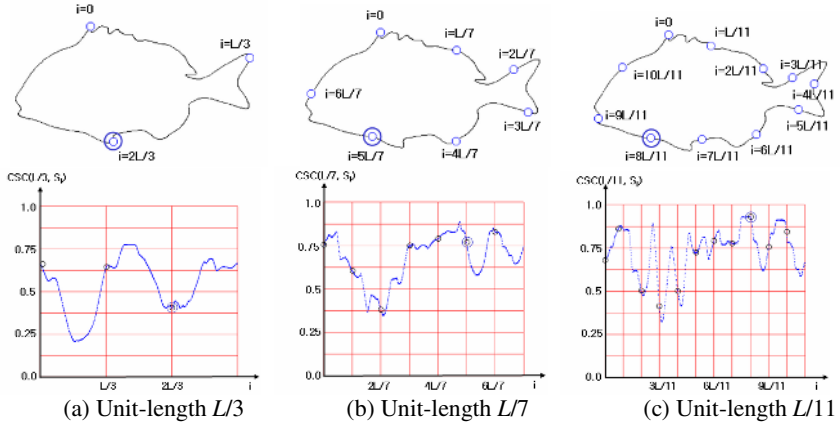 i=0
i=L/3
i=2L/3
i=0
i=L/7
i=2L/7
i=3L/7
i=4L/7
i=5L/7
i=6L/7
i=0
i=L/11
i=2L/11
i=3L/11
i=4L/11
i=5L/11
i=6L/11
i=7L/11
i=8L/11
i=9L/11
i=10L/11
CSC(L/3, Sᵢ)
1.0
0.75
0.5
0.25
0.0
L/3
2L/3
i
CSC(L/7, Sᵢ)
1.0
0.75
0.5
0.25
0.0
2L/7
4L/7
6L/7
i
CSC(L/11, Sᵢ)
1.0
0.75
0.5
0.25
0.0
3L/11
6L/11
9L/11
i
(a) Unit-length L/3
(b) Unit-length L/7
(c) Unit-length L/11